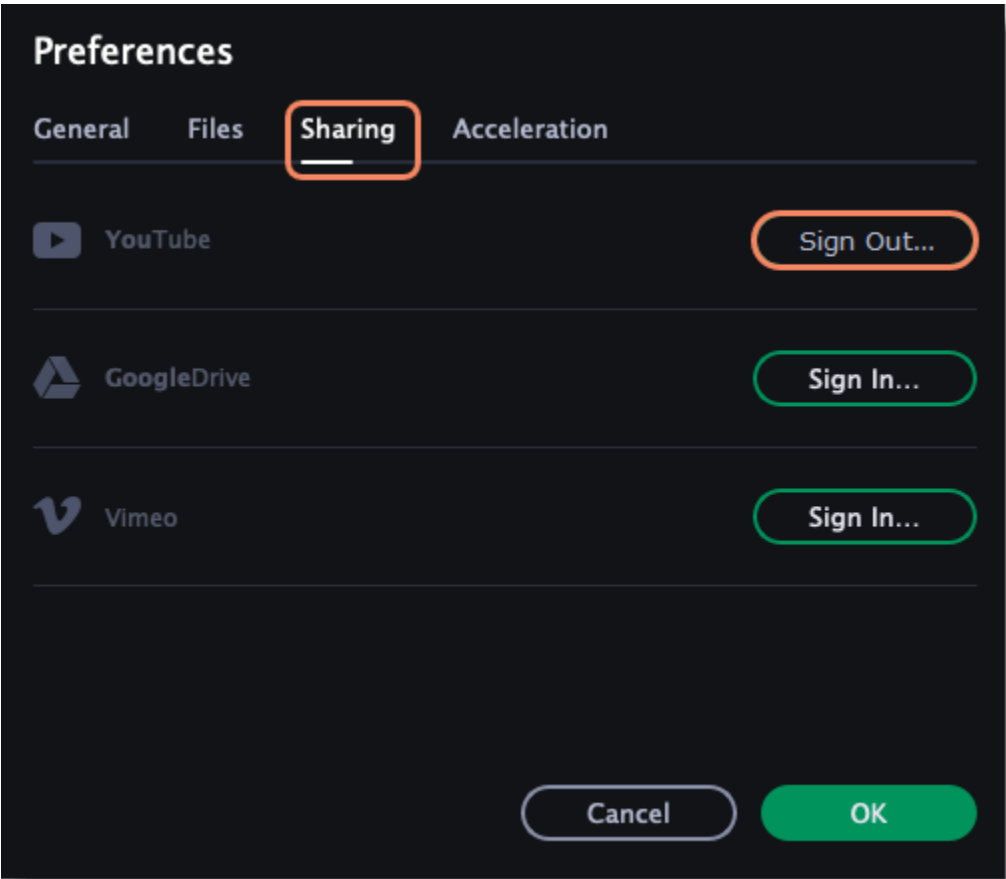 Preferences
General Files Sharing Acceleration
YouTube Sign Out...
GoogleDrive Sign In...
Vimeo Sign In...
Cancel OK